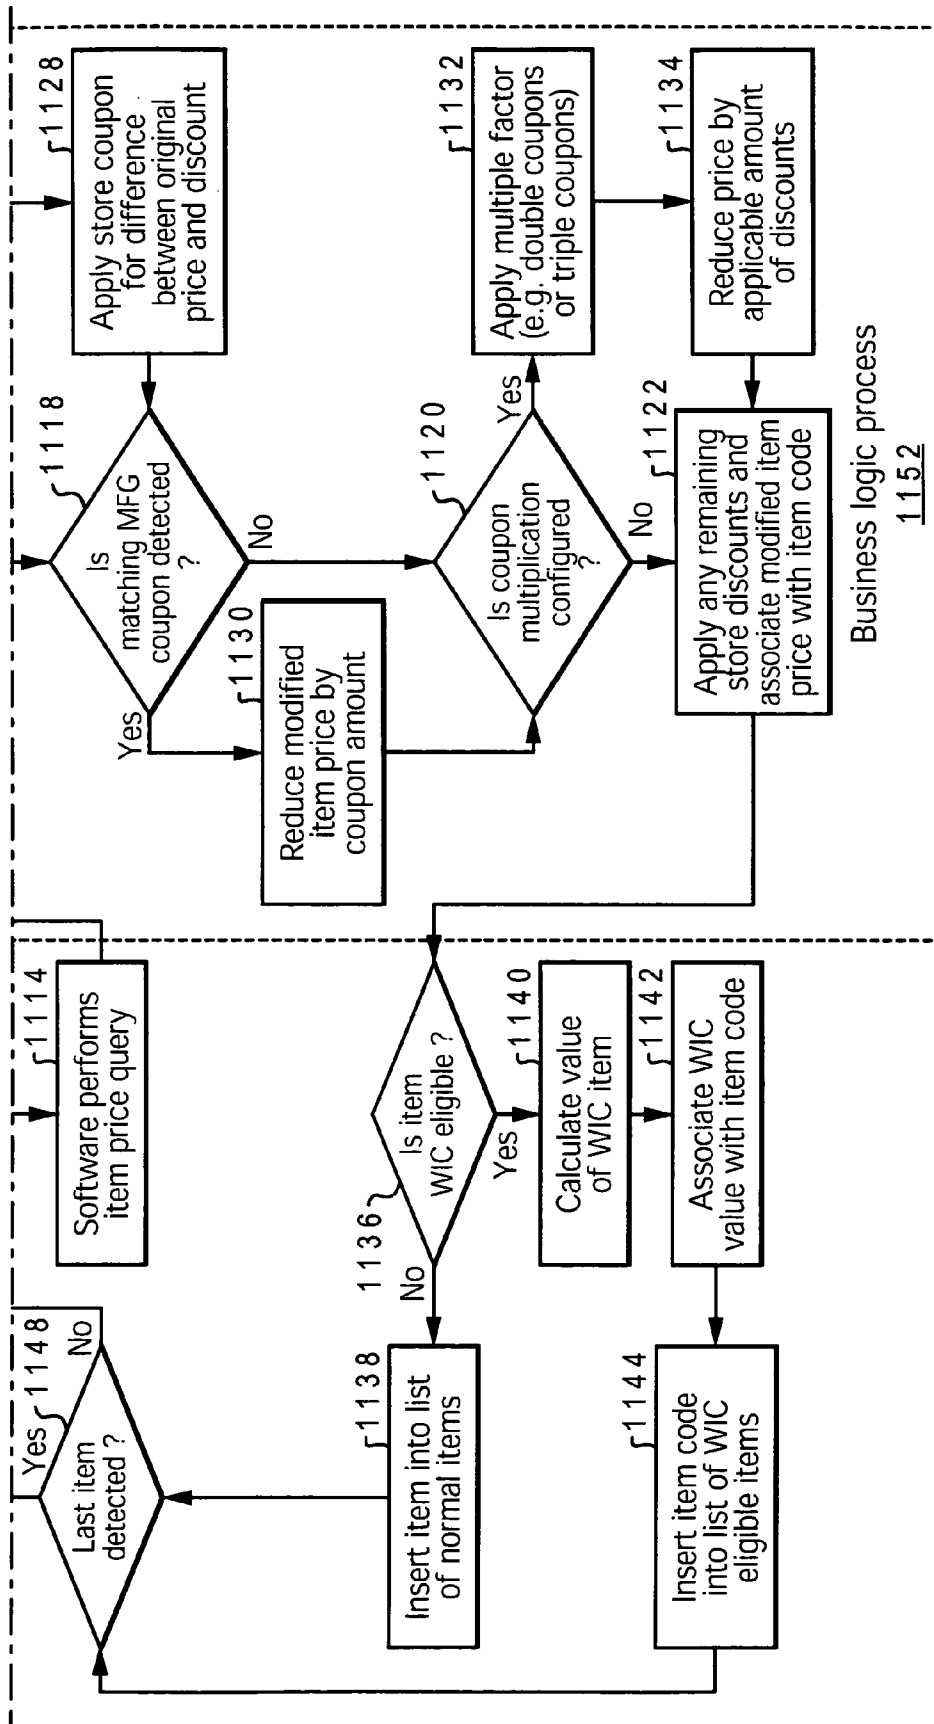 Last item
detected ?
Yes
1148
No
Software performs
item price query
1114
Insert item into list
of normal items
1138
No
1136
Is item
WIC eligible ?
Yes
Calculate value
of WIC item
1140
Insert item code
into list of WIC
eligible items
1144
Associate WIC
value with item code
1142
Is
matching MFG
coupon detected
?
1118
Yes
No
Apply store coupon
for difference
between original
price and discount
1128
Reduce modified
item price by
coupon amount
1130
Is coupon
multiplication
configured
?
1120
Yes
No
Apply multiple factor
(e.g. double coupons
or triple coupons)
1132
Apply any remaining
store discounts and
associate modified item
price with item code
1122
Reduce price by
applicable amount
of discounts
1134
Business logic process
1152